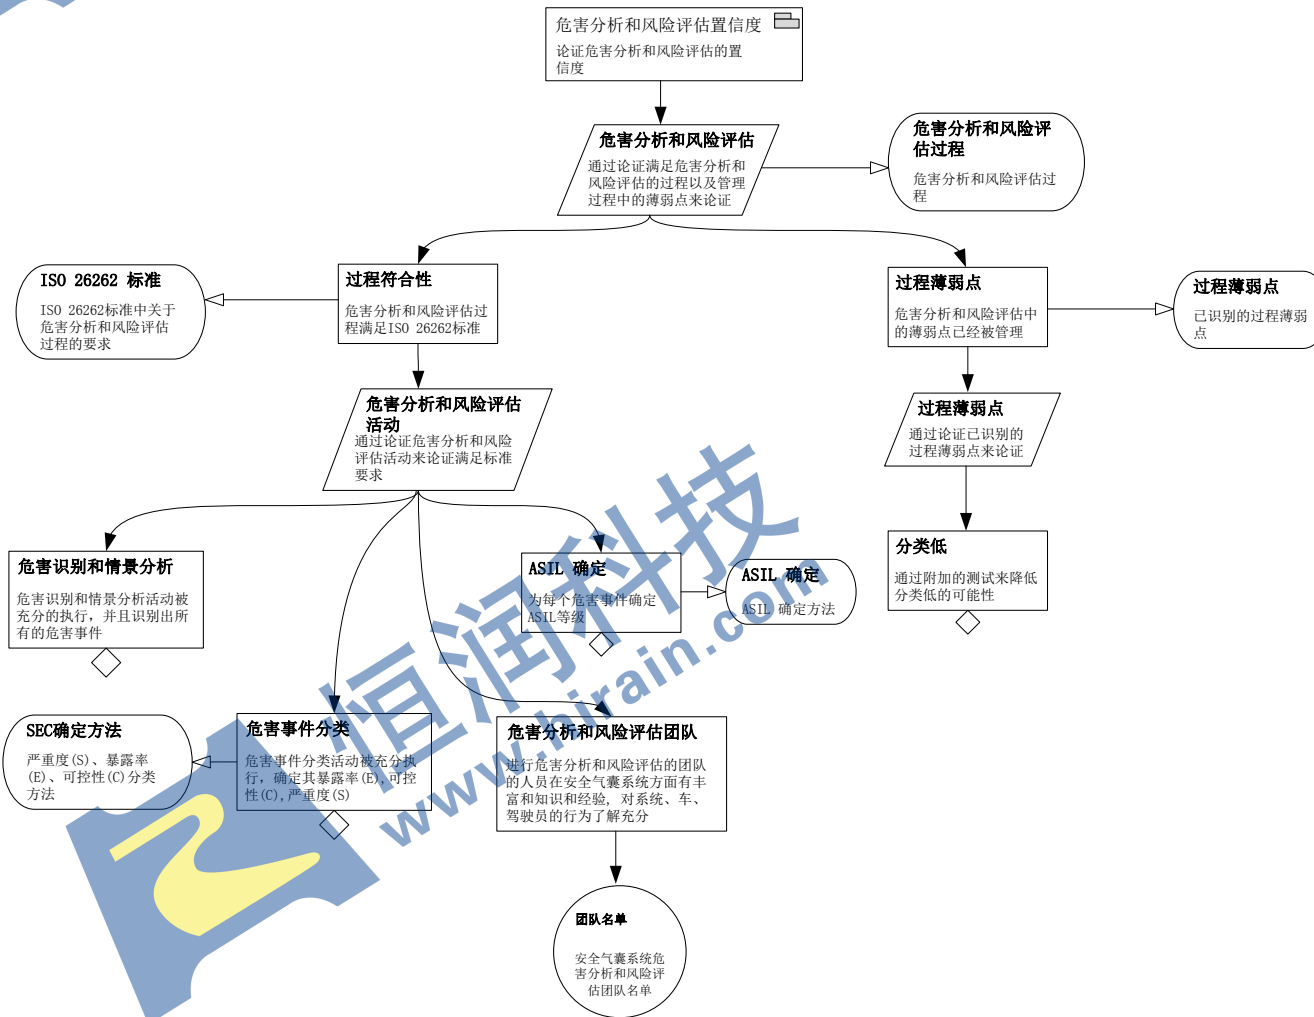 危害分析和风险评估置信度
论证危害分析和风险评估的置
信度
危害分析和风险评估
通过论证满足危害分析和
风险评估的过程以及管理
过程中的薄弱点来论证
危害分析和风险评
估过程
危害分析和风险评估过
程
ISO 26262 标准
ISO 26262标准中关于
危害分析和风险评估
过程的要求
过程符合性
危害分析和风险评估过
程满足ISO 26262标准
过程薄弱点
危害分析和风险评估中
的薄弱点已经被管理
过程薄弱点
已识别的过程薄弱
点
危害分析和风险评估
活动
通过论证危害分析和风险
评估活动来论证满足标准
要求
过程薄弱点
通过论证已识别的
过程薄弱点来论证
危害识别和情景分析
危害识别和情景分析活动被
充分的执行，并且识别出所
有的危害事件
ASIL 确定
为每个危害事件确定
ASIL等级
ASIL 确定
ASIL 确定方法
分类低
通过附加的测试来降低
分类低的可能性
SEC确定方法
严重度(S)、暴露率
(E)、可控性(C)分类
方法
危害事件分类
危害事件分类活动被充分执
行，确定其暴露率(E),可控
性(C),严重度(S)
危害分析和风险评估团队
进行危害分析和风险评估的团队
的人员在安全气囊系统方面有丰
富和知识和经验，对系统、车、
驾驶员的行为了解充分
团队名单
安全气囊系统危
害分析和风险评
估团队名单
恒润科技
www.hirain.com